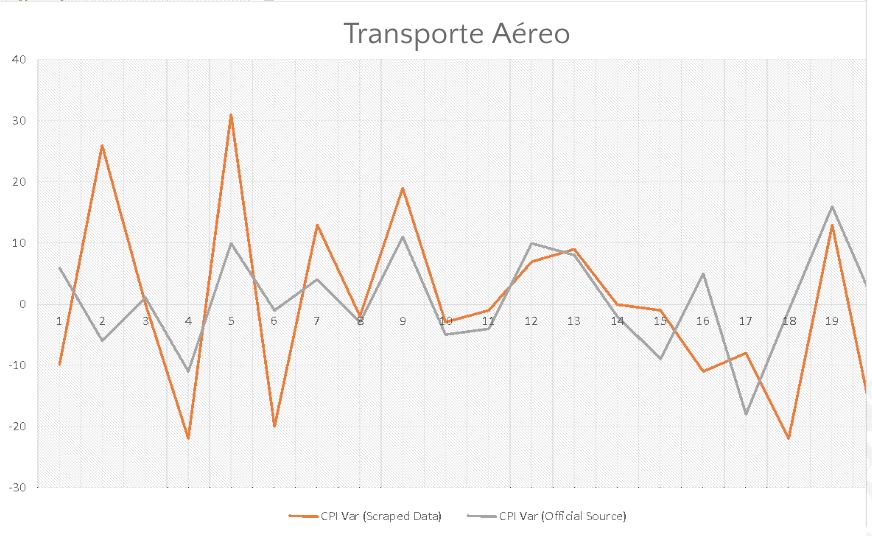 Transporte Aéreo
40
30
20
10
0
-10
-20
-30
1 2 3 4 5 6 7 8 9 10 11 12 13 14 15 16 17 18 19
CPI Var (Scraped Data) CPI Var (Official Source)